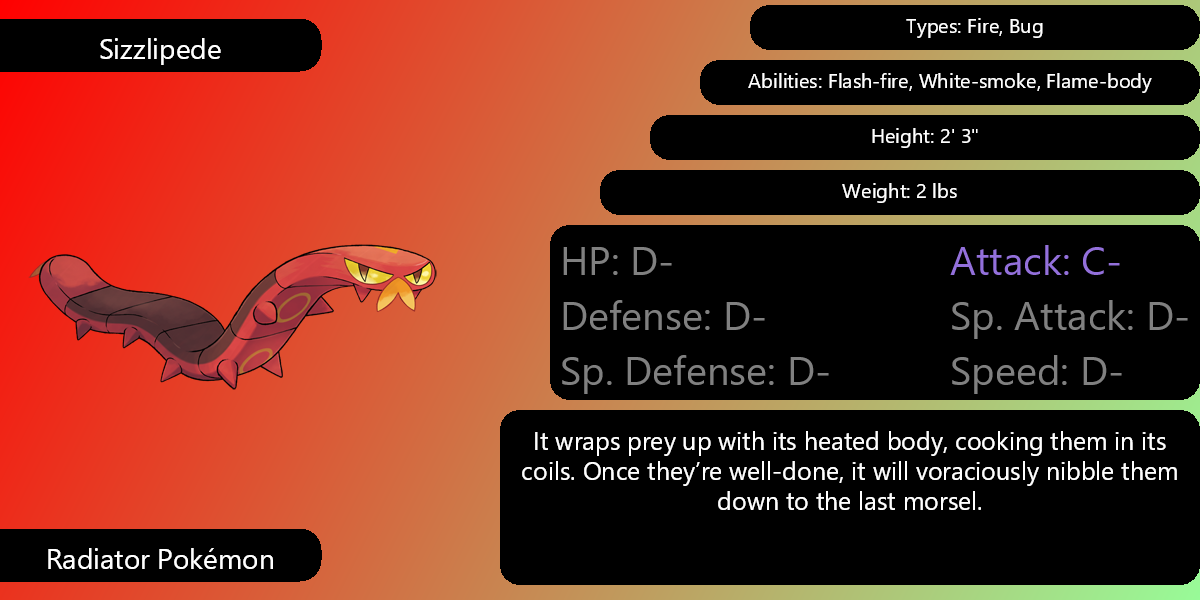 Sizzlipede
Types: Fire, Bug
Abilities: Flash-fire, White-smoke, Flame-body
Height: 2' 3"
Weight: 2 lbs
HP: D-
Attack: C-
Defense: D-
Sp. Attack: D-
Sp. Defense: D-
Speed: D-
It wraps prey up with its heated body, cooking them in its
coils. Once they’re well-done, it will voraciously nibble them
down to the last morsel.
Radiator Pokémon